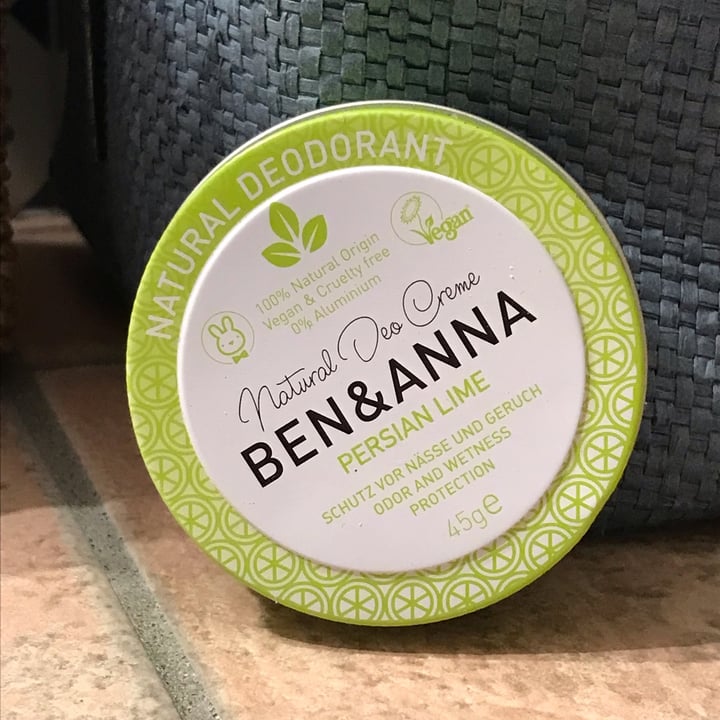 NATURAL DEODORANT
Vegan
100% Natural Origin
Vegan & Cruelty free
0% Aluminium
Natural Deo Creme
BEN&ANNA
PERSIAN LIME
SCHUTZ VOR NÄSSE UND GERUCH
ODOR AND WETNESS
PROTECTION
45g℮